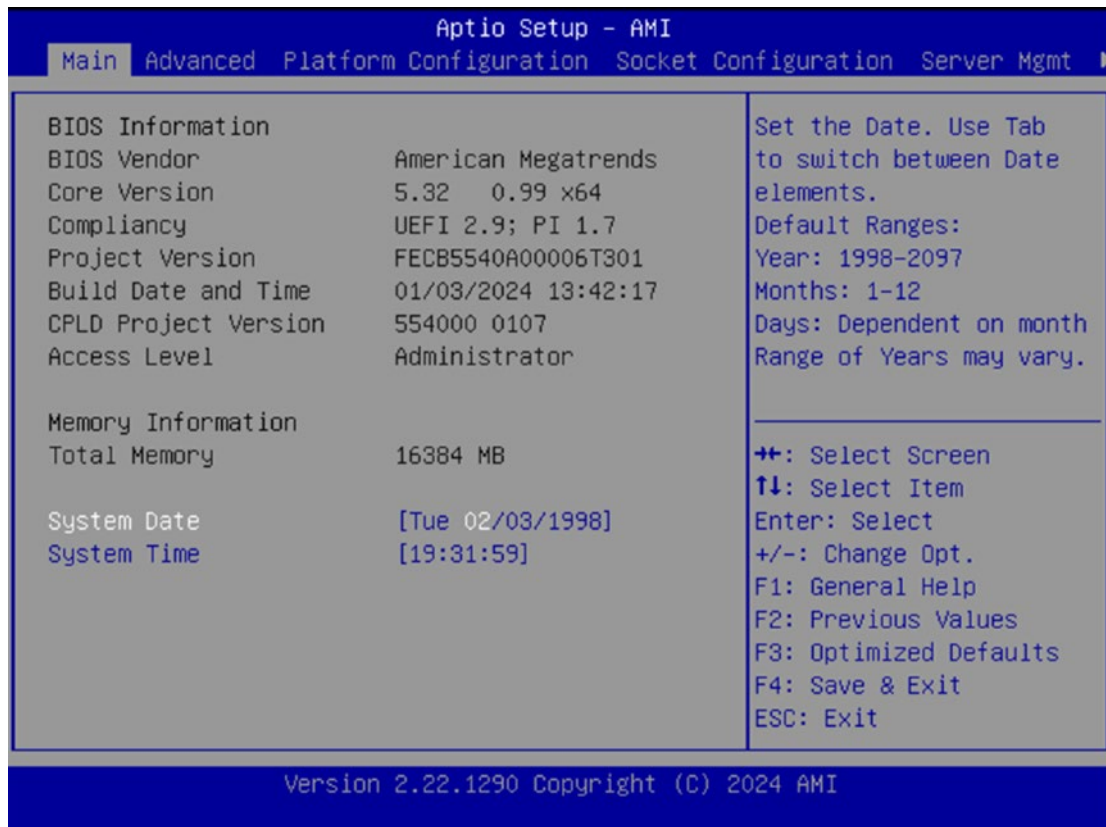 Aptio Setup – AMI
Main Advanced Platform Configuration Socket Configuration Server Mgmt
BIOS Information
BIOS Vendor American Megatrends
Core Version 5.32 0.99 x64
Compliancy UEFI 2.9; PI 1.7
Project Version FECB5540A00006T301
Build Date and Time 01/03/2024 13:42:17
CPLD Project Version 554000 0107
Access Level Administrator
Memory Information
Total Memory 16384 MB
System Date [Tue 02/03/1998]
System Time [19:31:59]
Set the Date. Use Tab
to switch between Date
elements.
Default Ranges:
Year: 1998-2097
Months: 1-12
Days: Dependent on month
Range of Years may vary.
→←: Select Screen
↑↓: Select Item
Enter: Select
+/-: Change Opt.
F1: General Help
F2: Previous Values
F3: Optimized Defaults
F4: Save & Exit
ESC: Exit
Version 2.22.1290 Copyright (C) 2024 AMI